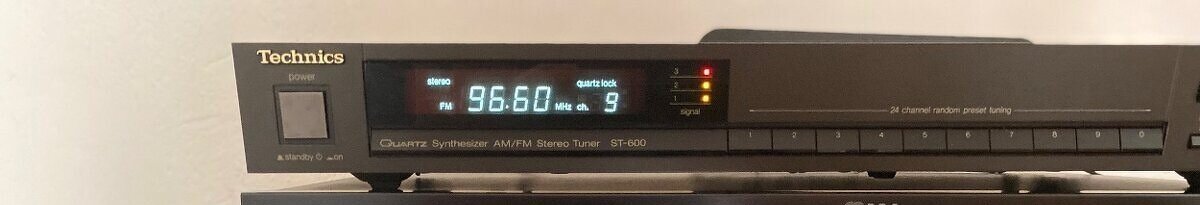 Technics
power
standby on
stereo
FM 96.60 MHz
quartz lock
ch. 9
3
2
1
signal
QUARTZ Synthesizer AM/FM Stereo Tuner ST-600
24 channel random preset tuning
1 2 3 4 5 6 7 8 9 0